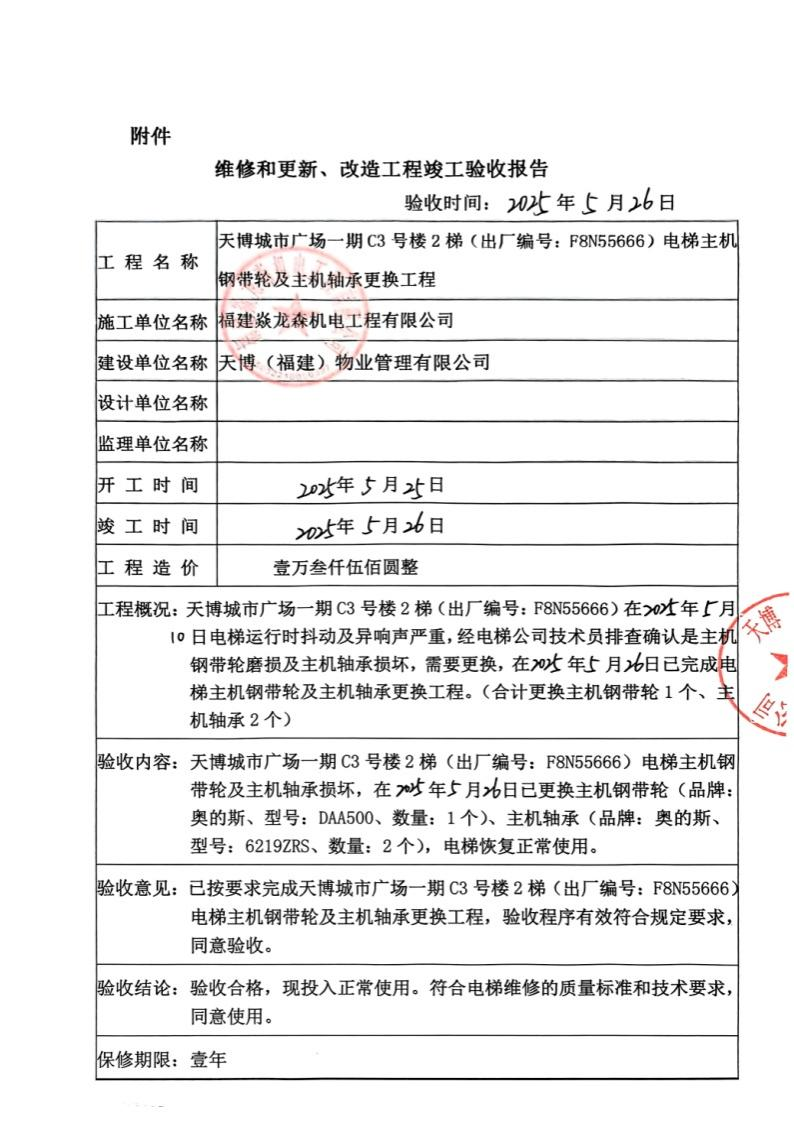 附件
维修和更新、改造工程竣工验收报告
验收时间：2025年5月26日
工程名称 天博城市广场一期C3号楼2梯（出厂编号：F8N55666）电梯主机
钢带轮及主机轴承更换工程
施工单位名称 福建焱龙森机电工程有限公司
建设单位名称 天博（福建）物业管理有限公司
设计单位名称
监理单位名称
开工时间 2025年5月25日
竣工时间 2025年5月26日
工程造价 壹万叁仟伍佰圆整
工程概况：天博城市广场一期C3号楼2梯（出厂编号：F8N55666）在2025年5月
10日电梯运行时抖动及异响声严重，经电梯公司技术员排查确认是主机
钢带轮磨损及主机轴承损坏，需要更换，在2025年5月26日已完成电
梯主机钢带轮及主机轴承更换工程。（合计更换主机钢带轮1个、主
机轴承2个）
验收内容：天博城市广场一期C3号楼2梯（出厂编号：F8N55666）电梯主机钢
带轮及主机轴承损坏，在2025年5月26日已更换主机钢带轮（品牌：
奥的斯、型号：DAA500、数量：1个）、主机轴承（品牌：奥的斯、
型号：6219ZRS、数量：2个），电梯恢复正常使用。
验收意见：已按要求完成天博城市广场一期C3号楼2梯（出厂编号：F8N55666）
电梯主机钢带轮及主机轴承更换工程，验收程序有效符合规定要求，
同意验收。
验收结论：验收合格，现投入正常使用。符合电梯维修的质量标准和技术要求，
同意使用。
保修期限：壹年
天博
公司